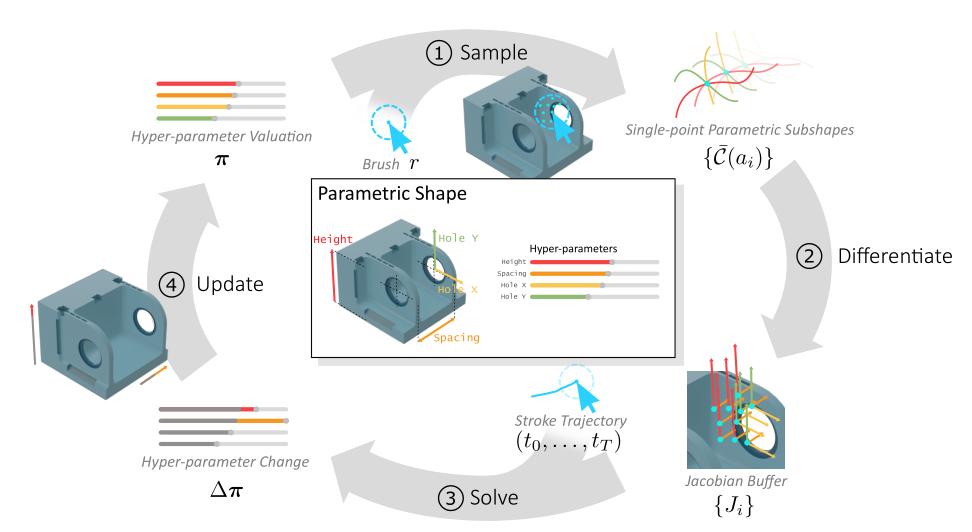 ① Sample
Hyper-parameter Valuation
π
Brush r
Single-point Parametric Subshapes
{𝒞̄(aᵢ)}
Parametric Shape
Height
Hole Y
Hole X
Spacing
Hyper-parameters
Height
Spacing
Hole X
Hole Y
② Differentiate
④ Update
Stroke Trajectory
(t₀, . . . , t_T)
Hyper-parameter Change
Δπ
③ Solve
Jacobian Buffer
{Jᵢ}